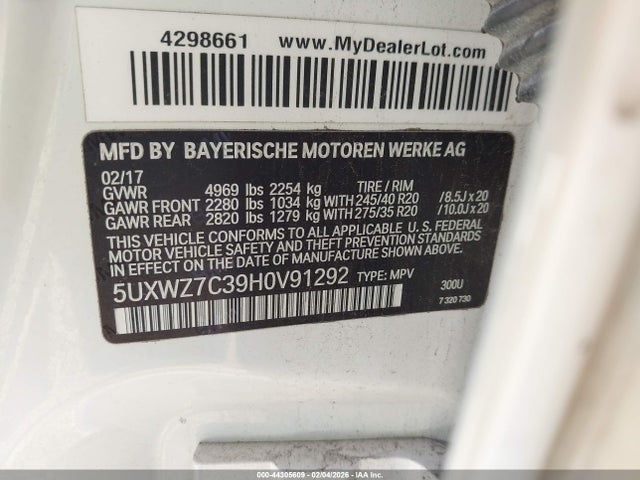 4298661 www.MyDealerLot.com
MFD BY BAYERISCHE MOTOREN WERKE AG
02/17
GVWR 4969 lbs 2254 kg TIRE / RIM
GAWR FRONT 2280 lbs 1034 kg WITH 245/40 R20 /8.5J x 20
GAWR REAR 2820 lbs 1279 kg WITH 275/35 R20 /10.0J x 20
THIS VEHICLE CONFORMS TO ALL APPLICABLE U.S. FEDERAL
MOTOR VEHICLE SAFETY, BUMPER, AND THEFT PREVENTION
STANDARDS IN EFFECT ON THE DATE OF MANUFACTURE SHOWN ABOVE.
5UXWZ7C39H0V91292 TYPE: MPV 300U
7 320 730
000-44305609 - 02/04/2026 - IAAI.COM